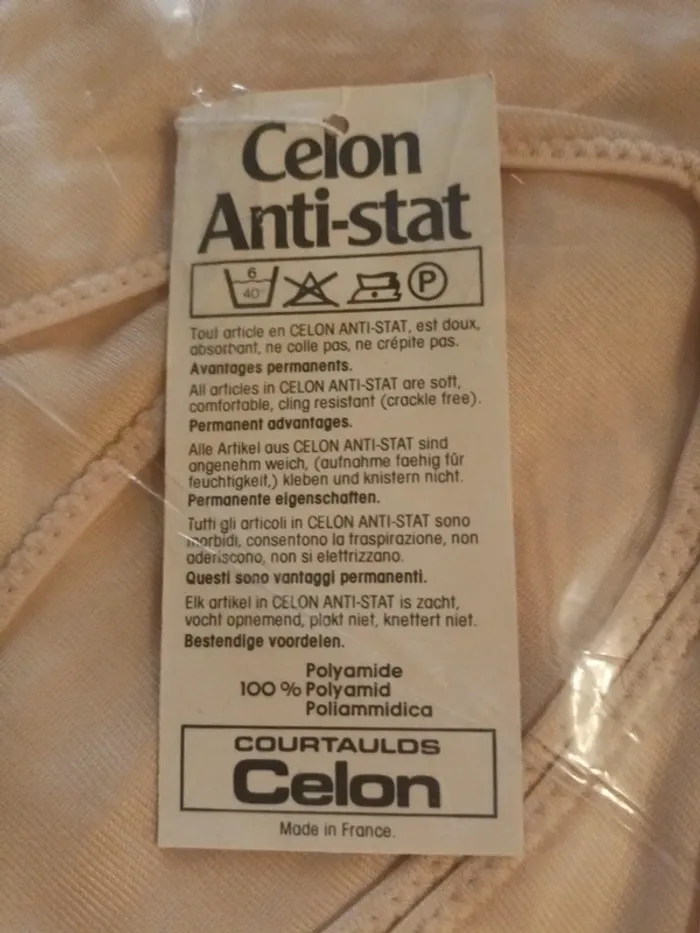 Celon
Anti-stat
6
40°
P
Tout article en CELON ANTI-STAT, est doux,
absorbant, ne colle pas, ne crépite pas.
Avantages permanents.
All articles in CELON ANTI-STAT are soft,
comfortable, cling resistant (crackle free).
Permanent advantages.
Alle Artikel aus CELON ANTI-STAT sind
angenehm weich, (aufnahme faehig für
feuchtigkeit,) kleben und knistern nicht.
Permanente eigenschaften.
Tutti gli articoli in CELON ANTI-STAT sono
morbidi, consentono la traspirazione, non
aderiscono, non si elettrizzano.
Questi sono vantaggi permanenti.
Elk artikel in CELON ANTI-STAT is zacht,
vocht opnemend, plakt niet, knettert niet.
Bestendige voordelen.
Polyamide
100 % Polyamid
Poliammidica
COURTAULDS
Celon
Made in France.